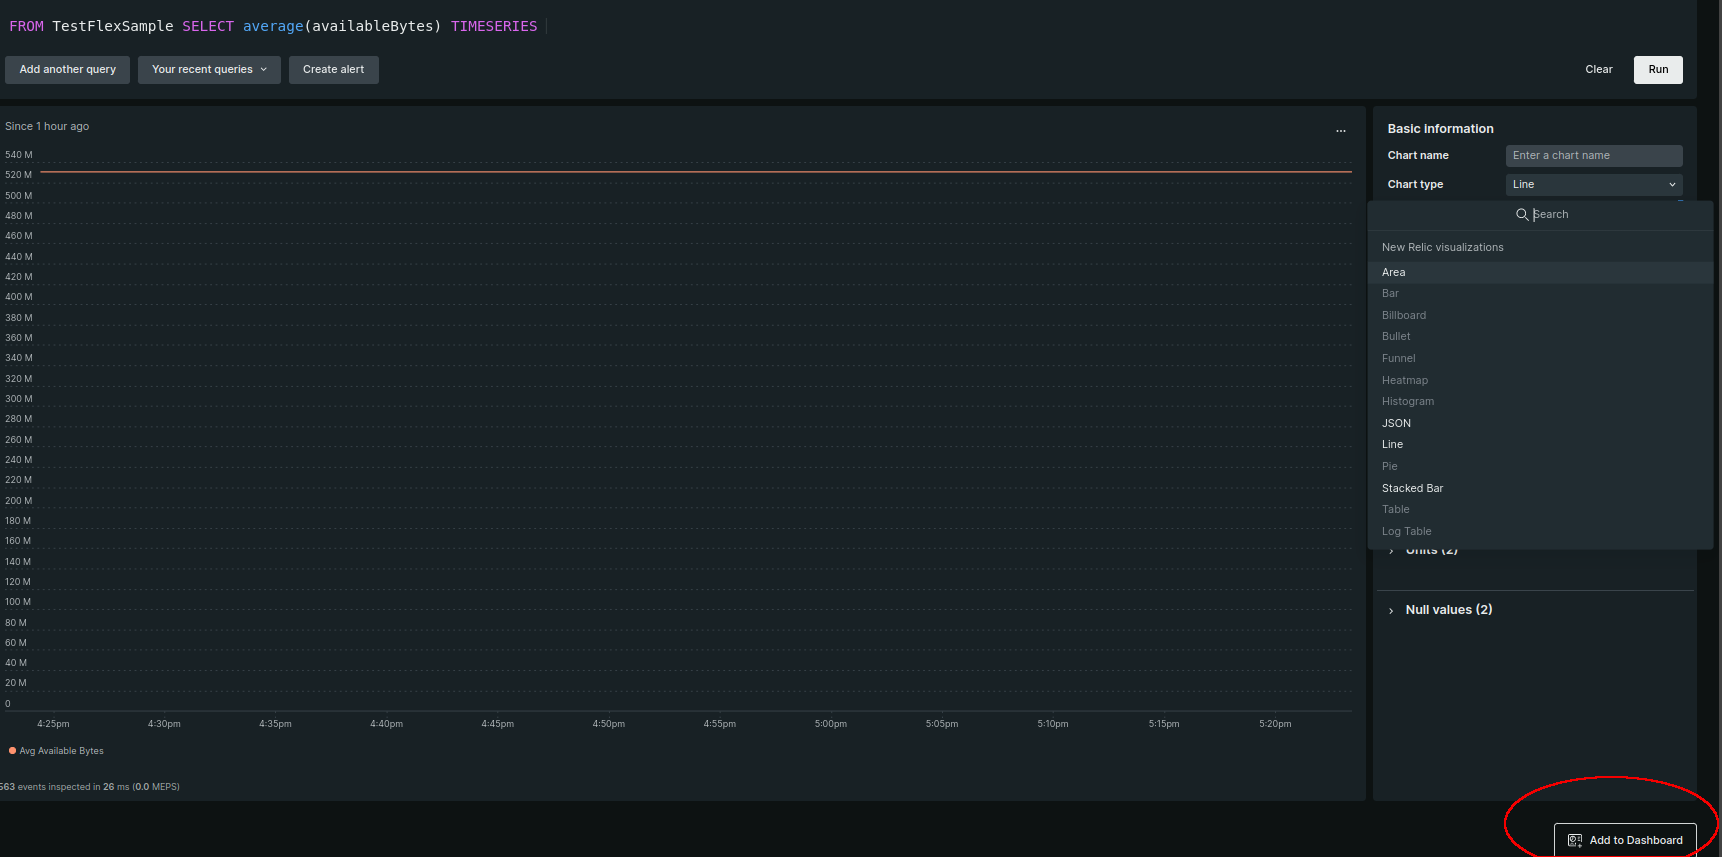 FROM TestFlexSample SELECT average(availableBytes) TIMESERIES
Add another query
Your recent queries
Create alert
Clear
Run
Since 1 hour ago
...
540 M
520 M
500 M
480 M
460 M
440 M
420 M
400 M
380 M
360 M
340 M
320 M
300 M
280 M
260 M
240 M
220 M
200 M
180 M
160 M
140 M
120 M
100 M
80 M
60 M
40 M
20 M
0
4:25pm 4:30pm 4:35pm 4:40pm 4:45pm 4:50pm 4:55pm 5:00pm 5:05pm 5:10pm 5:15pm 5:20pm
Avg Available Bytes
563 events inspected in 26 ms (0.0 MEPS)
Basic information
Chart name Enter a chart name
Chart type Line
Search
New Relic visualizations
Area
Bar
Billboard
Bullet
Funnel
Heatmap
Histogram
JSON
Line
Pie
Stacked Bar
Table
Log Table
Units (2)
Null values (2)
Add to Dashboard